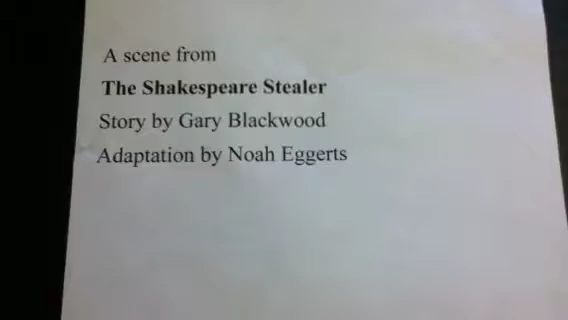 A scene from
The Shakespeare Stealer
Story by Gary Blackwood
Adaptation by Noah Eggerts